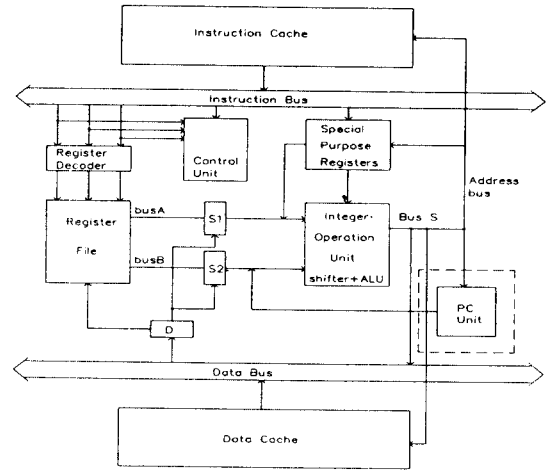 Instruction Cache
Instruction Bus
Register
Decoder
Control
Unit
Special
Purpose
Registers
Address
bus
Register
File
busA
busB
S1
S2
Integer-
Operation
Unit
shifter+ALU
Bus S
PC
Unit
D
Data Bus
Data Cache